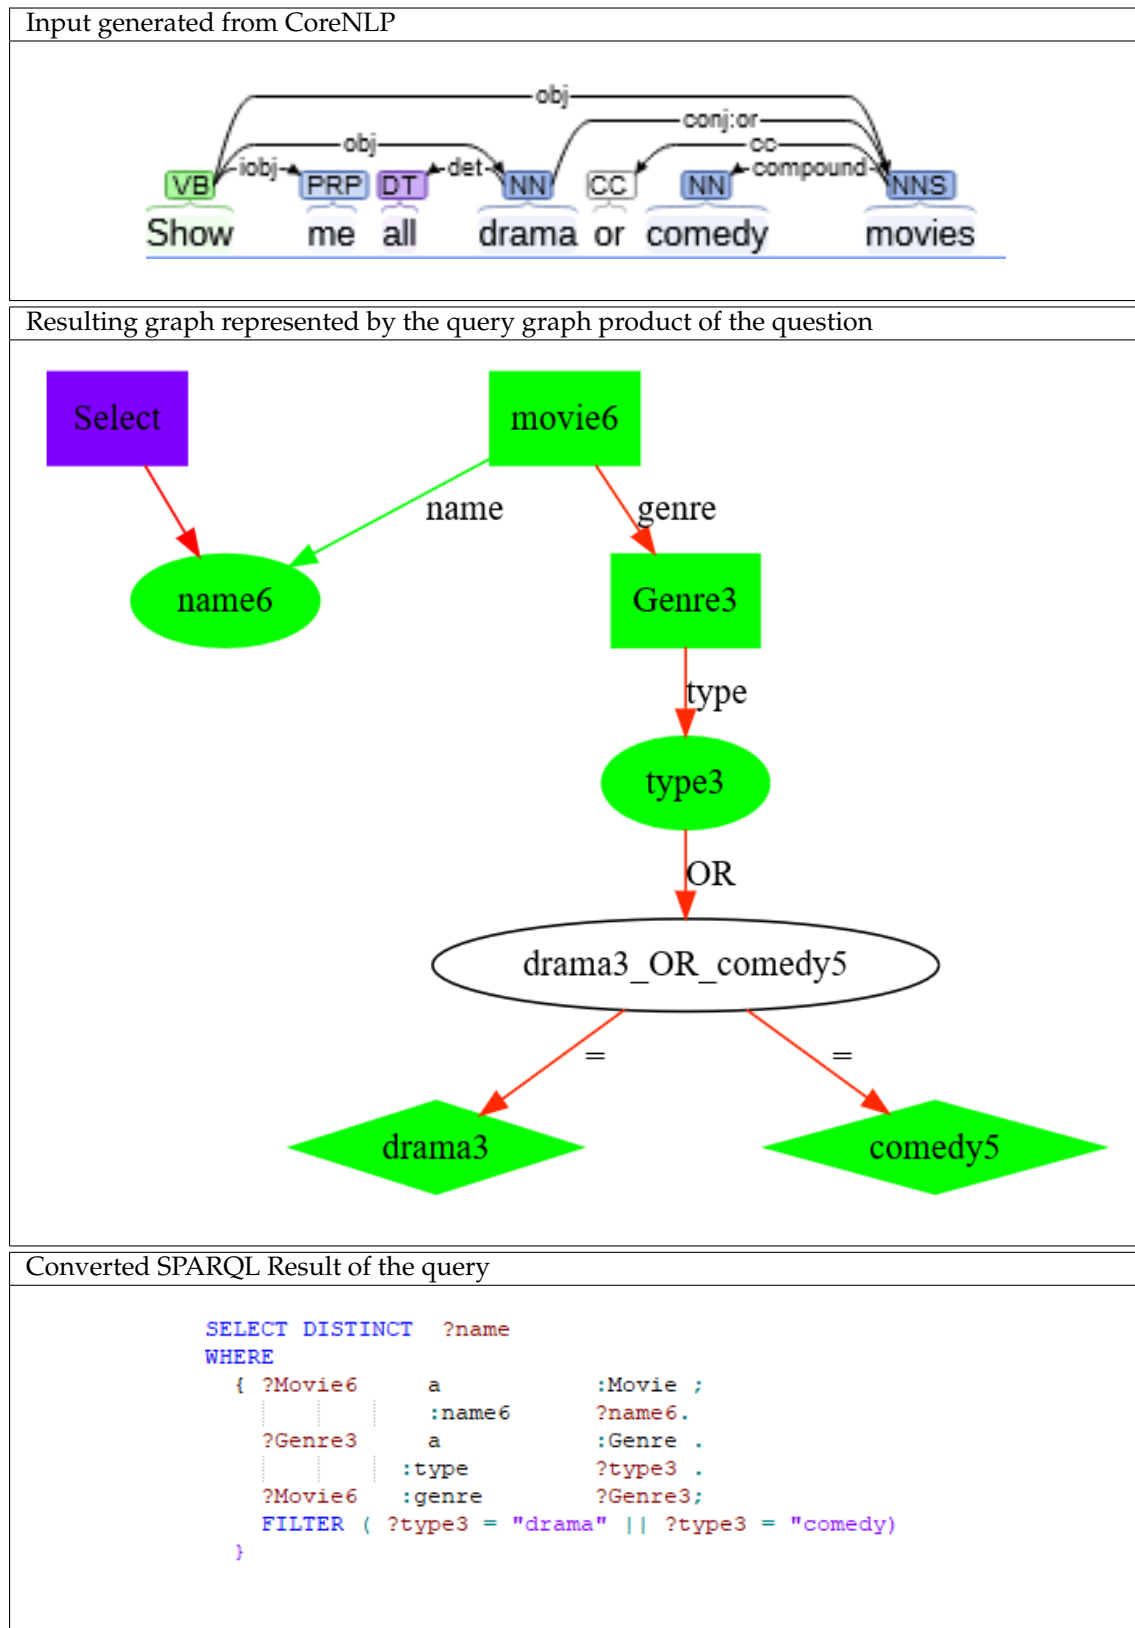 Input generated from CoreNLP
obj
conj:or
obj cc
iobj det compound
VB PRP DT NN CC NN NNS
Show me all drama or comedy movies
Resulting graph represented by the query graph product of the question
Select movie6
name genre
name6 Genre3
type
type3
OR
drama3_OR_comedy5
= =
drama3 comedy5
Converted SPARQL Result of the query
SELECT DISTINCT ?name
WHERE
{ ?Movie6 a :Movie ;
:name6 ?name6.
?Genre3 a :Genre .
:type ?type3 .
?Movie6 :genre ?Genre3;
FILTER ( ?type3 = "drama" || ?type3 = "comedy)
}